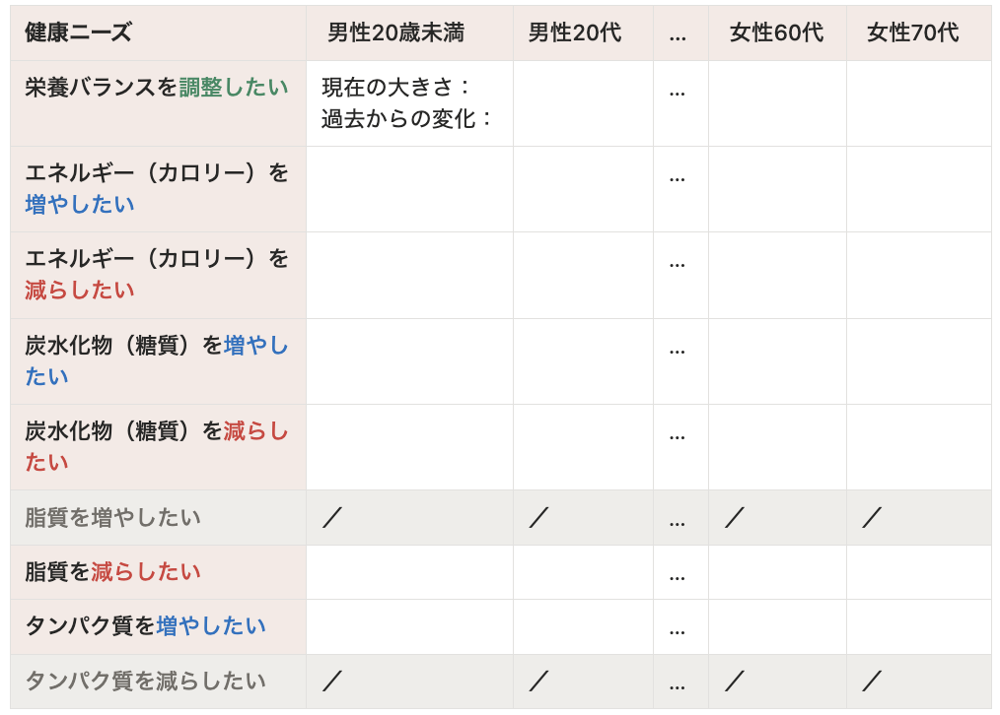 健康ニーズ 男性20歳未満 男性20代 ... 女性60代 女性70代
栄養バランスを調整したい 現在の大きさ： ...
過去からの変化：
エネルギー（カロリー）を ...
増やしたい
エネルギー（カロリー）を ...
減らしたい
炭水化物（糖質）を増やし ...
たい
炭水化物（糖質）を減らし ...
たい
脂質を増やしたい ／ ／ ... ／ ／
脂質を減らしたい ...
タンパク質を増やしたい ...
タンパク質を減らしたい ／ ／ ... ／ ／